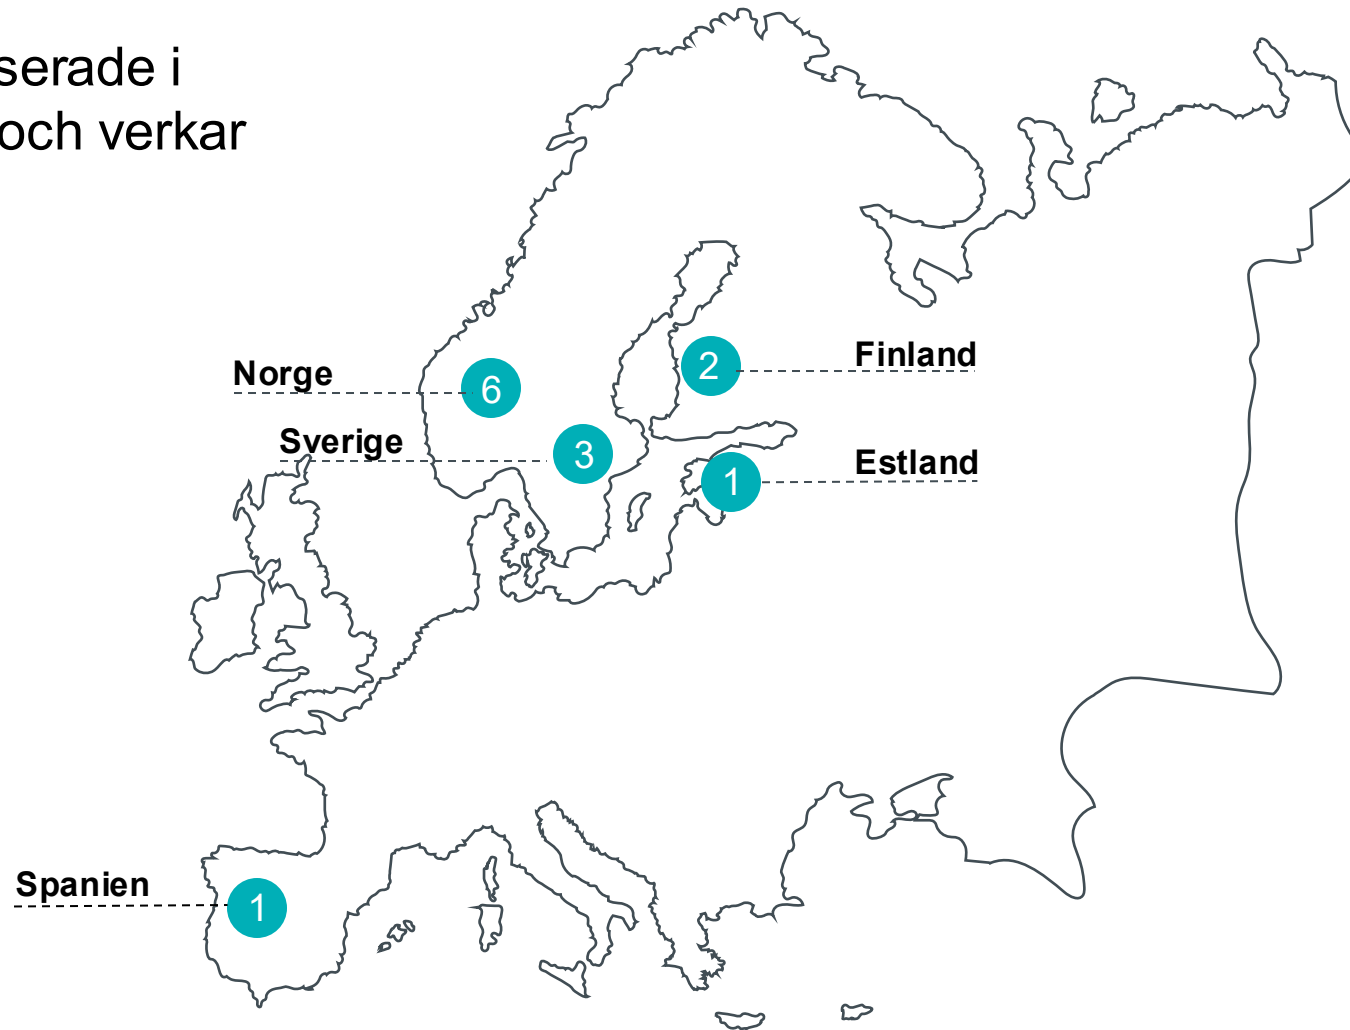 serade i
och verkar
Norge
6
2
Finland
Sverige
3
1
Estland
Spanien
1